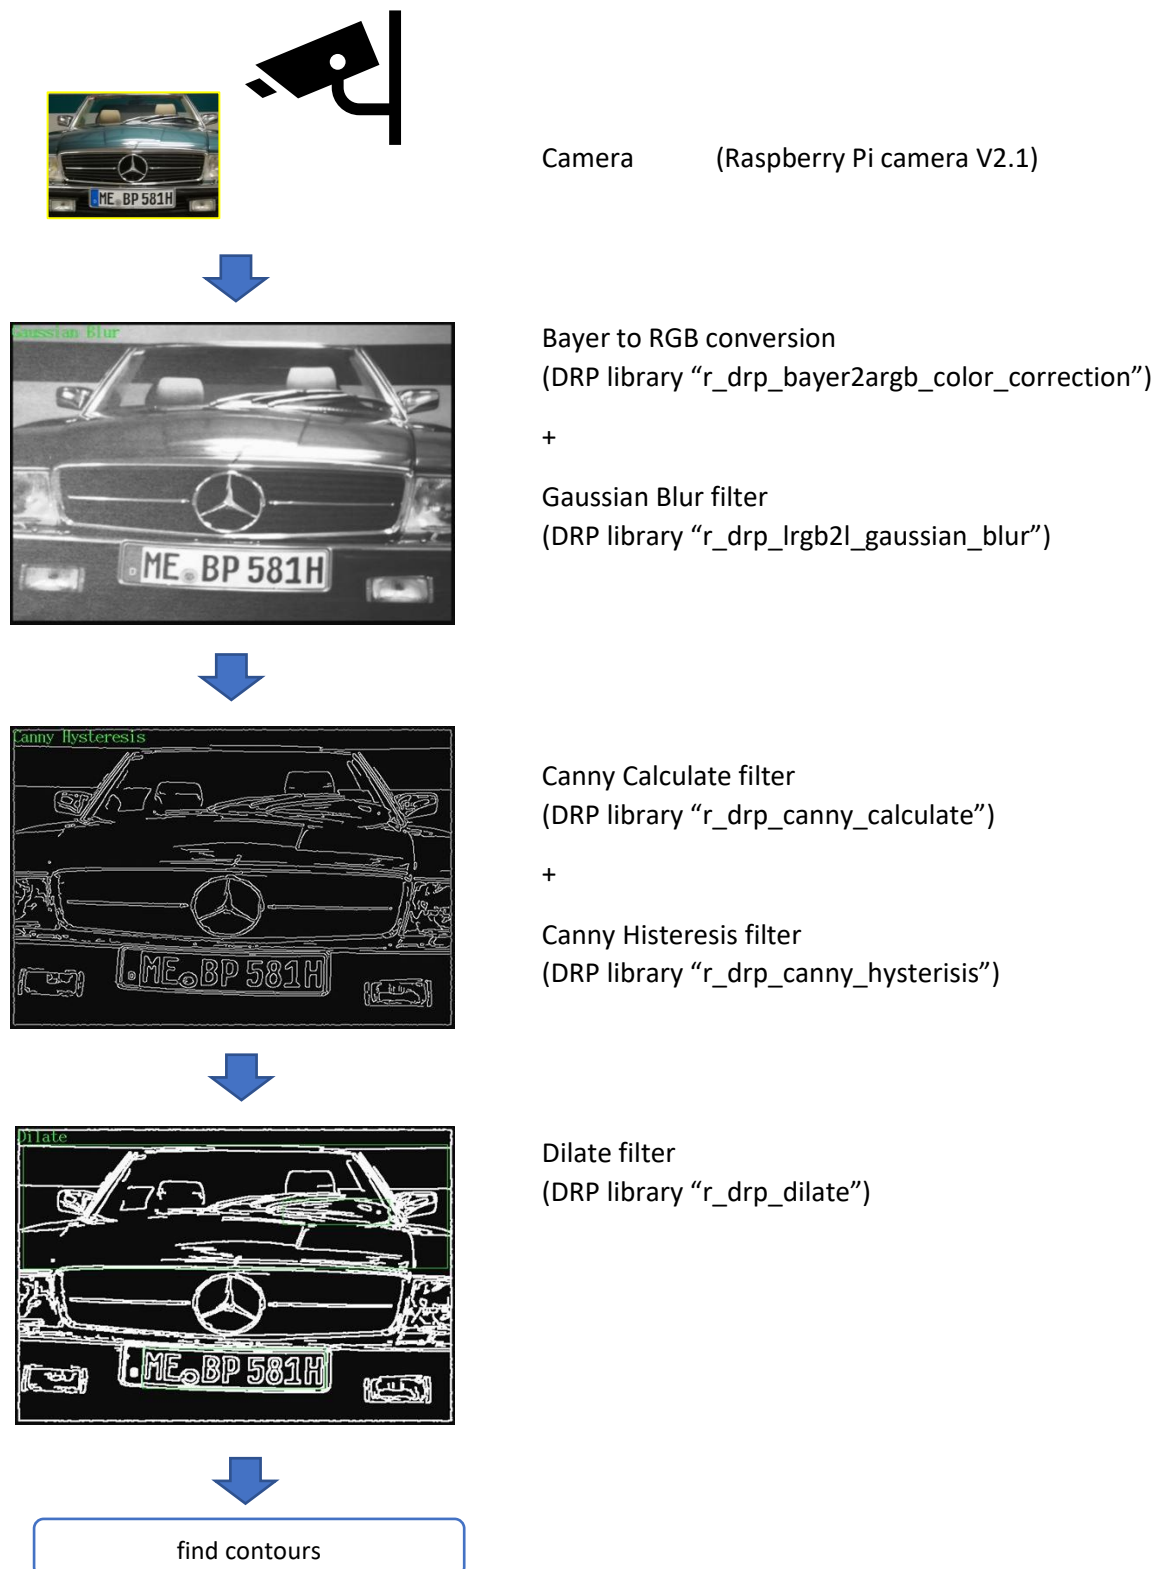 ME BP 581H
Camera (Raspberry Pi camera V2.1)
Gaussian Blur
ME BP 581H
Bayer to RGB conversion
(DRP library “r_drp_bayer2argb_color_correction”)
+
Gaussian Blur filter
(DRP library “r_drp_lrgb2l_gaussian_blur”)
Canny Hysteresis
ME BP 581H
Canny Calculate filter
(DRP library “r_drp_canny_calculate”)
+
Canny Histeresis filter
(DRP library “r_drp_canny_hysterisis”)
Dilate
ME BP 581H
Dilate filter
(DRP library “r_drp_dilate”)
find contours